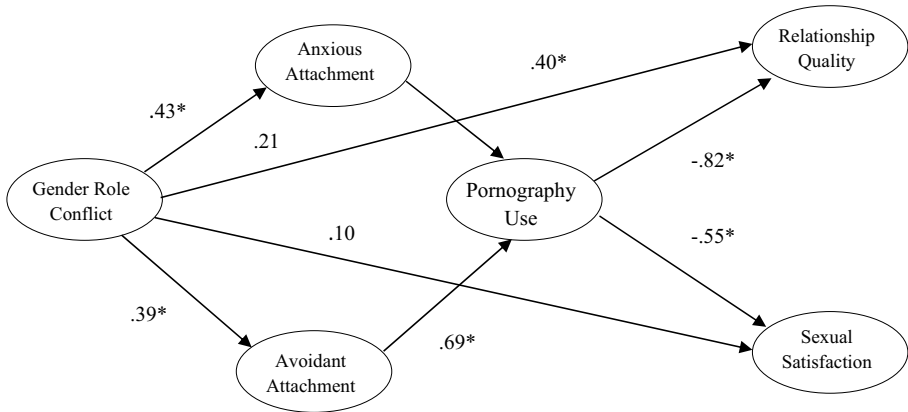 Anxious
Attachment
Relationship
Quality
.40*
.43*
.21
-.82*
Gender Role
Conflict
Pornography
Use
.10
-.55*
.39*
.69*
Avoidant
Attachment
Sexual
Satisfaction